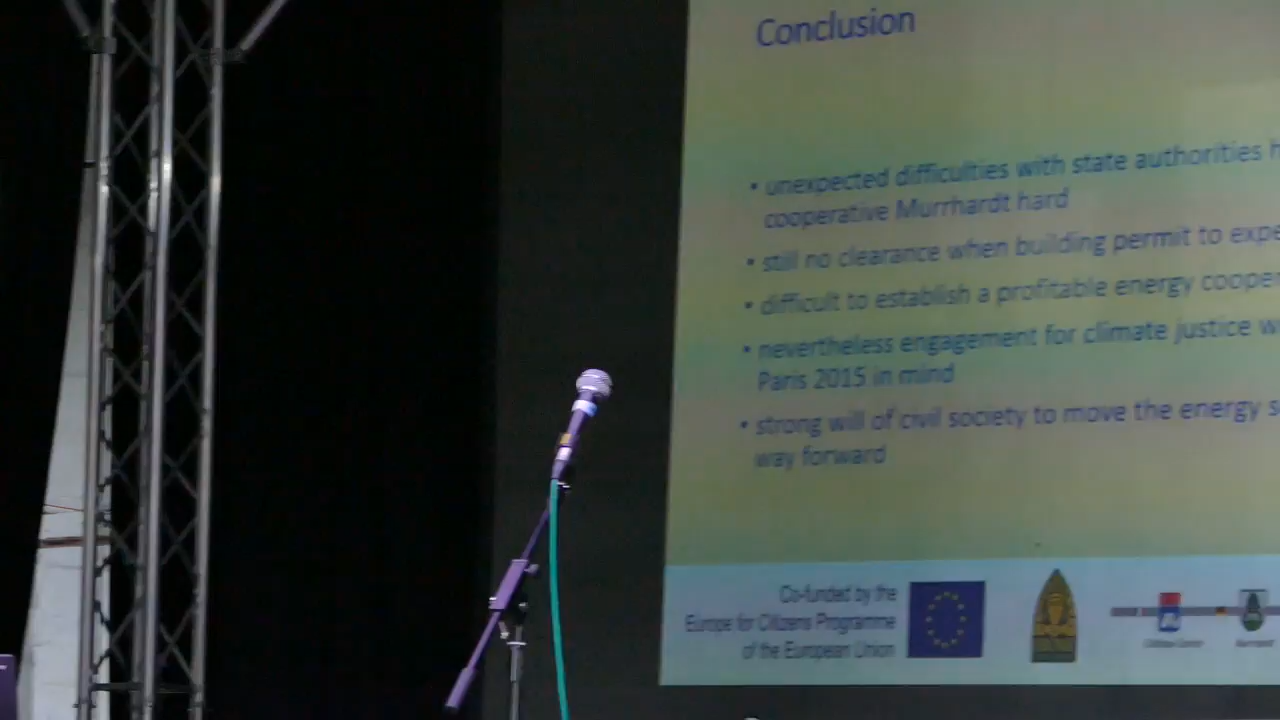 Conclusion
• unexpected difficulties with state authorities h
cooperative Murrhardt hard
• still no clearance when building permit to expe
• difficult to establish a profitable energy cooper
• nevertheless engagement for climate justice w
Paris 2015 in mind
• strong will of civil society to move the energy s
way forward
Co-funded by the
Europe for Citizens Programme
of the European Union